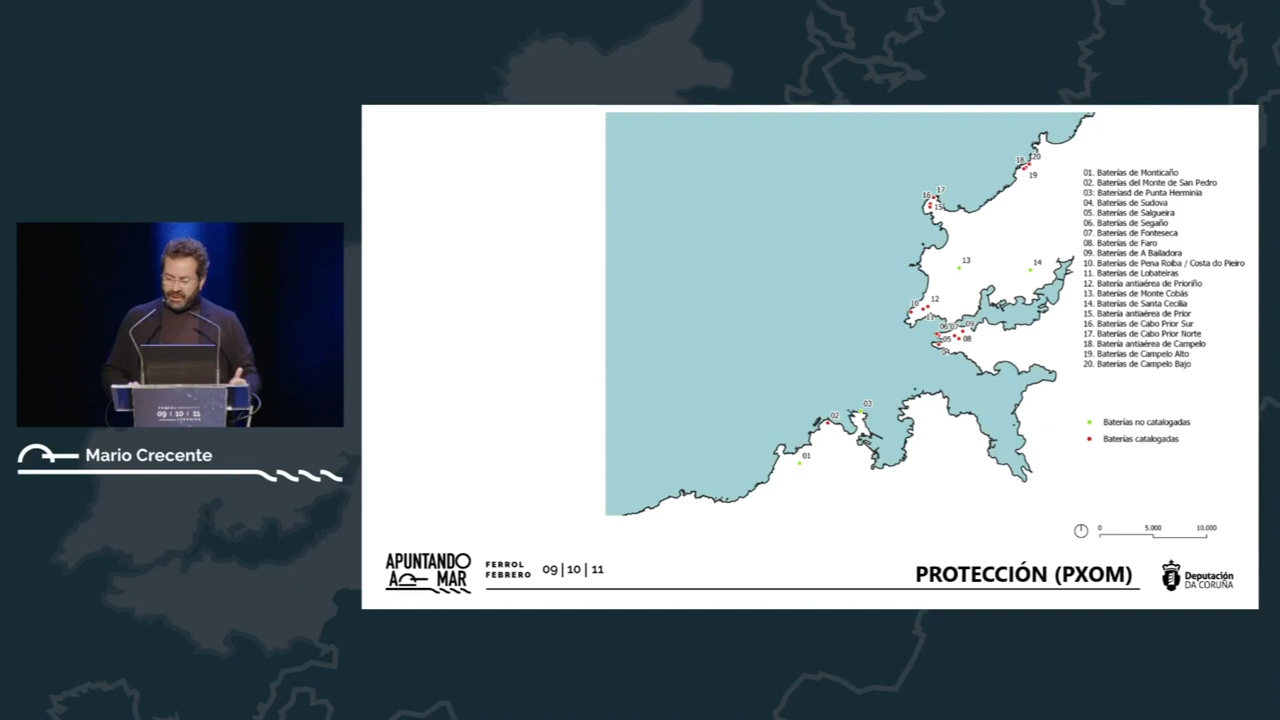 Mario Crecente
FERROL
09 | 10 | 11
FEBRERO
18
20
19
16
17
15
13
14
10
12
11
06
07
09
05
08
04
03
02
01
01. Baterías de Monticaño
02. Baterías del Monte de San Pedro
03: Bateríasd de Punta Herminia
04. Baterías de Sudova
05. Baterías de Salgueira
06. Baterías de Segaño
07. Baterías de Fonteseca
08. Baterías de Faro
09. Baterías de A Bailadora
10. Baterías de Pena Roiba / Costa do Pieiro
11. Baterías de Lobateiras
12. Batería antiaérea de Prioriño
13. Baterías de Monte Cobás
14. Baterías de Santa Cecilia
15. Batería antiaérea de Prior
16. Baterías de Cabo Prior Sur
17. Baterías de Cabo Prior Norte
18. Batería antiaérea de Campelo
19. Baterías de Campelo Alto
20. Baterías de Campelo Bajo
Baterías no catalogadas
Baterías catalogadas
0 5.000 10.000
APUNTANDO
A MAR
FERROL
FEBRERO
09 | 10 | 11
PROTECCIÓN (PXOM)
Deputación
DA CORUÑA